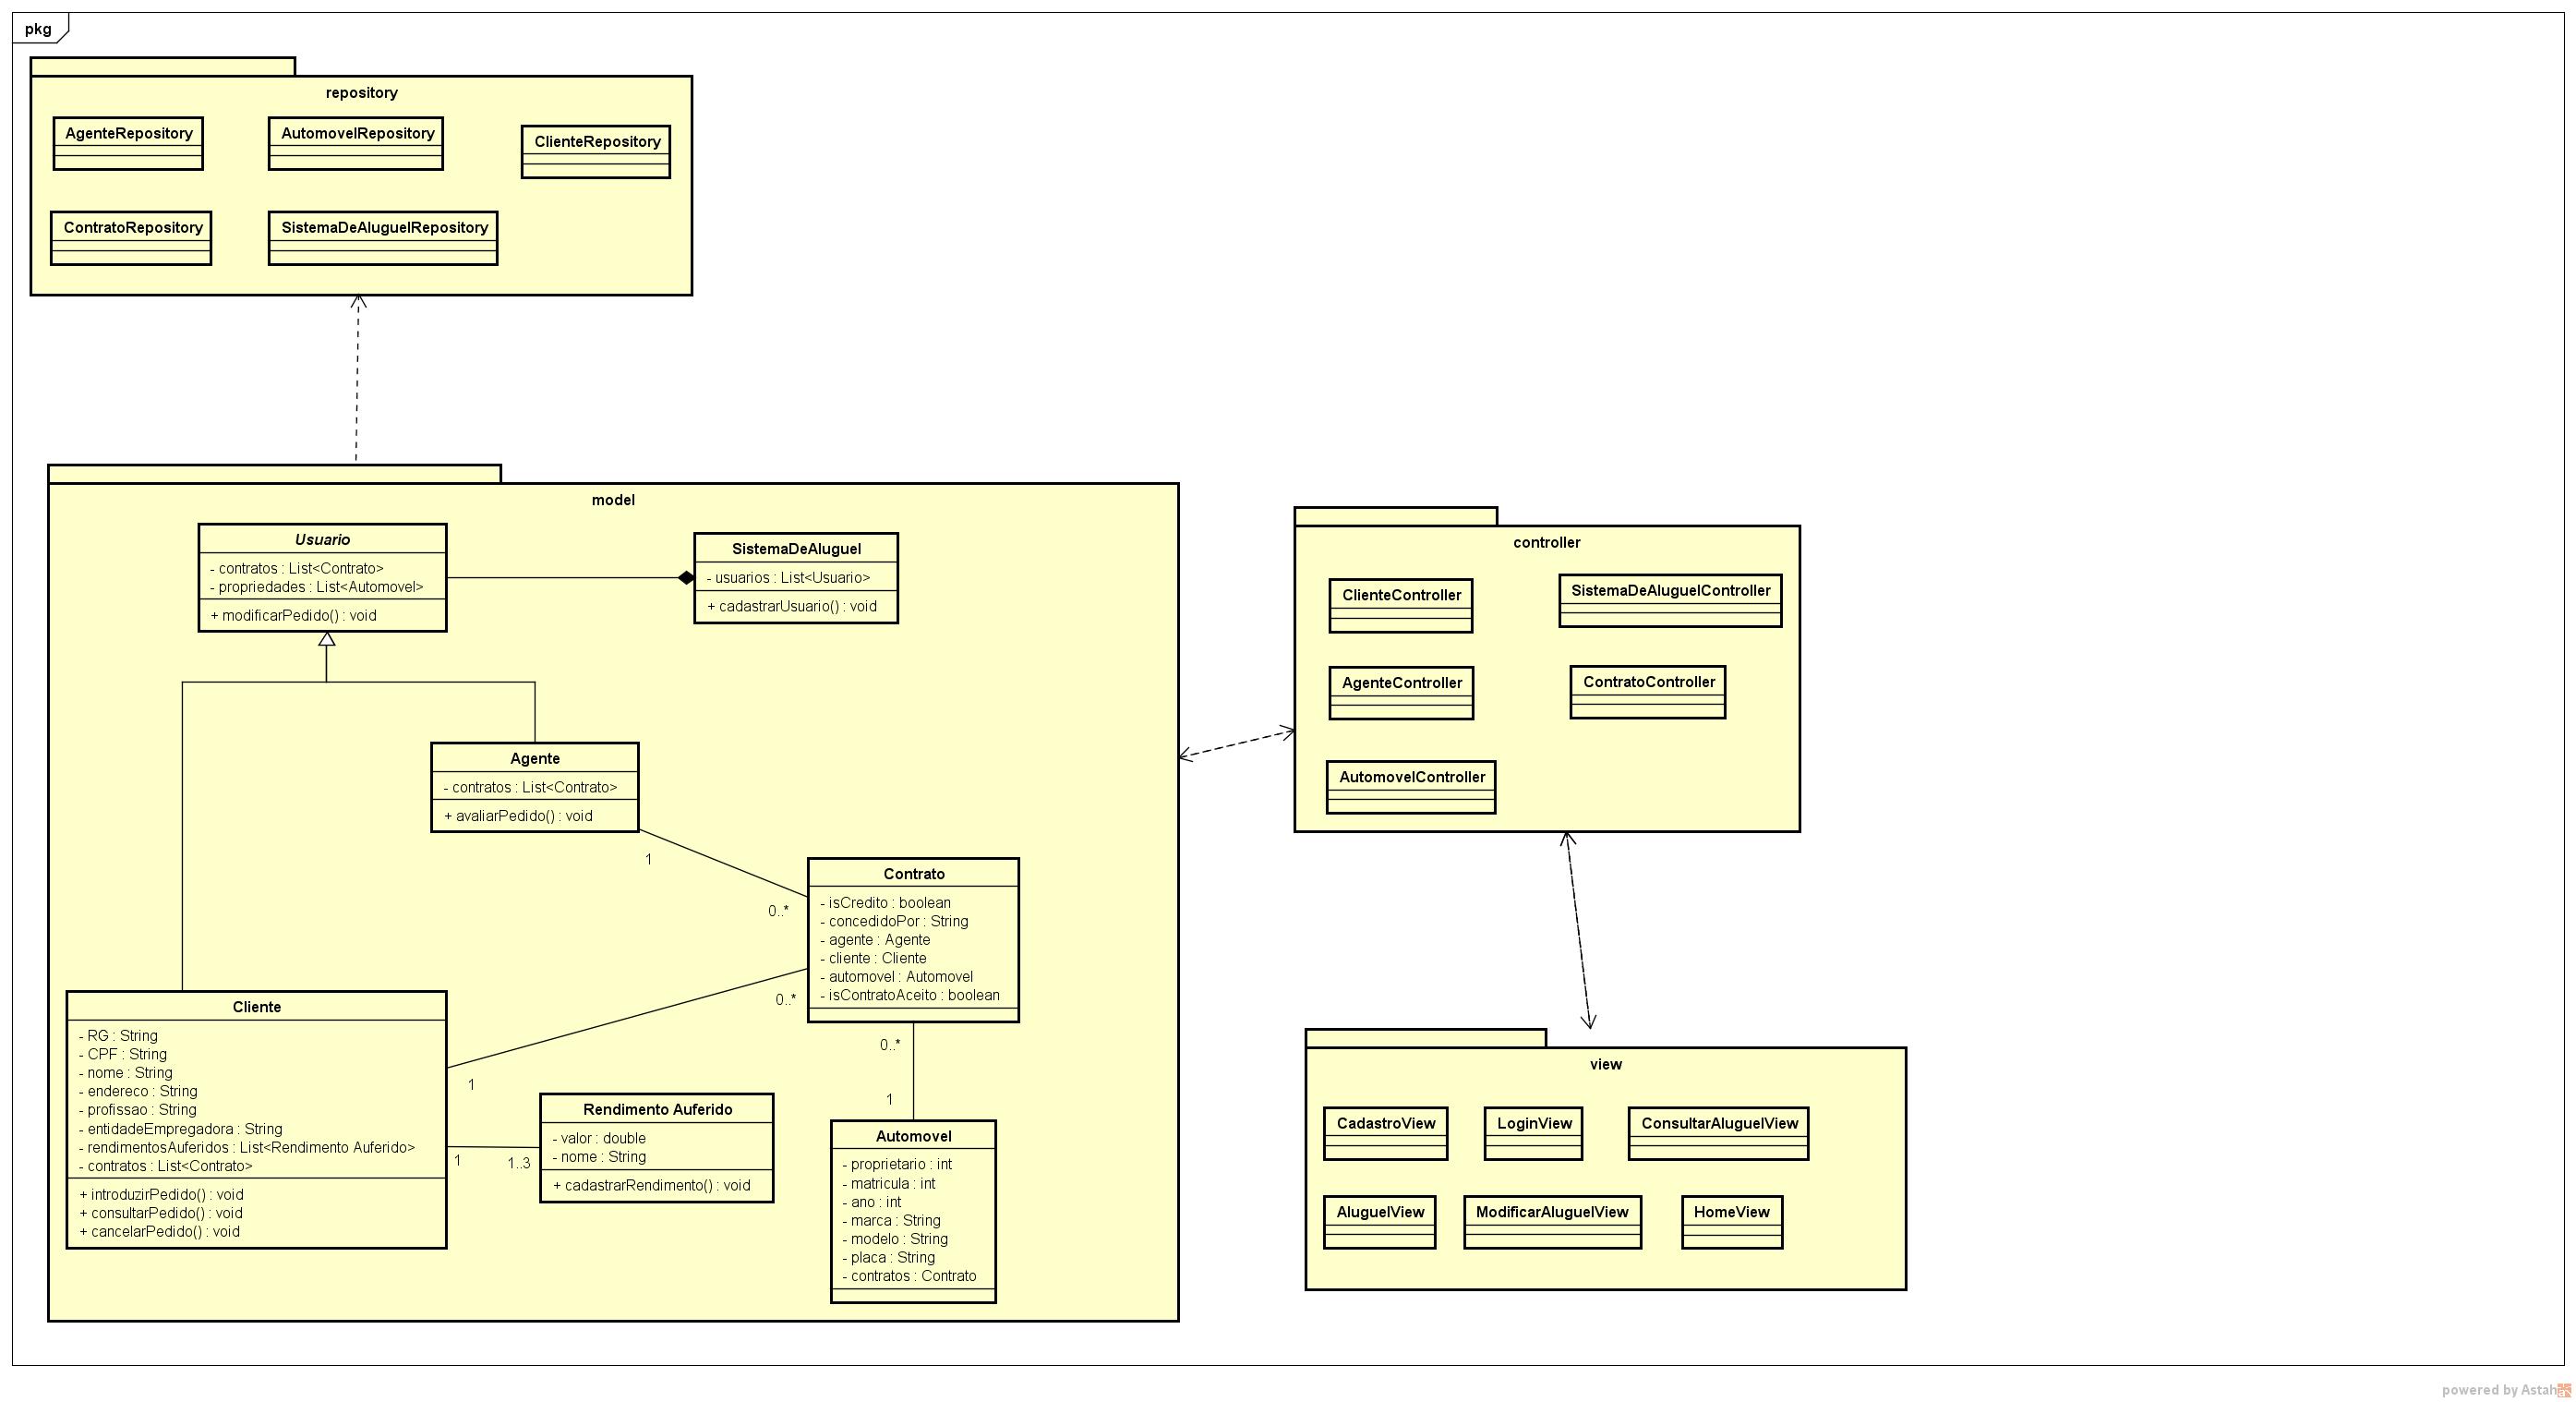 pkg
repository
AgenteRepository
AutomovelRepository
ClienteRepository
ContratoRepository
SistemaDeAluguelRepository
model
Usuario
- contratos : List<Contrato>
- propriedades : List<Automovel>
+ modificarPedido() : void
SistemaDeAluguel
- usuarios : List<Usuario>
+ cadastrarUsuario() : void
Agente
- contratos : List<Contrato>
+ avaliarPedido() : void
1
0..*
Contrato
- isCredito : boolean
- concedidoPor : String
- agente : Agente
- cliente : Cliente
- automovel : Automovel
- isContratoAceito : boolean
0..*
1
0..*
1
Cliente
- RG : String
- CPF : String
- nome : String
- endereco : String
- profissao : String
- entidadeEmpregadora : String
- rendimentosAuferidos : List<Rendimento Auferido>
- contratos : List<Contrato>
+ introduzirPedido() : void
+ consultarPedido() : void
+ cancelarPedido() : void
1
1..3
Rendimento Auferido
- valor : double
- nome : String
+ cadastrarRendimento() : void
Automovel
- proprietario : int
- matricula : int
- ano : int
- marca : String
- modelo : String
- placa : String
- contratos : Contrato
controller
ClienteController
SistemaDeAluguelController
AgenteController
ContratoController
AutomovelController
view
CadastroView
LoginView
ConsultarAluguelView
AluguelView
ModificarAluguelView
HomeView
powered by Astah